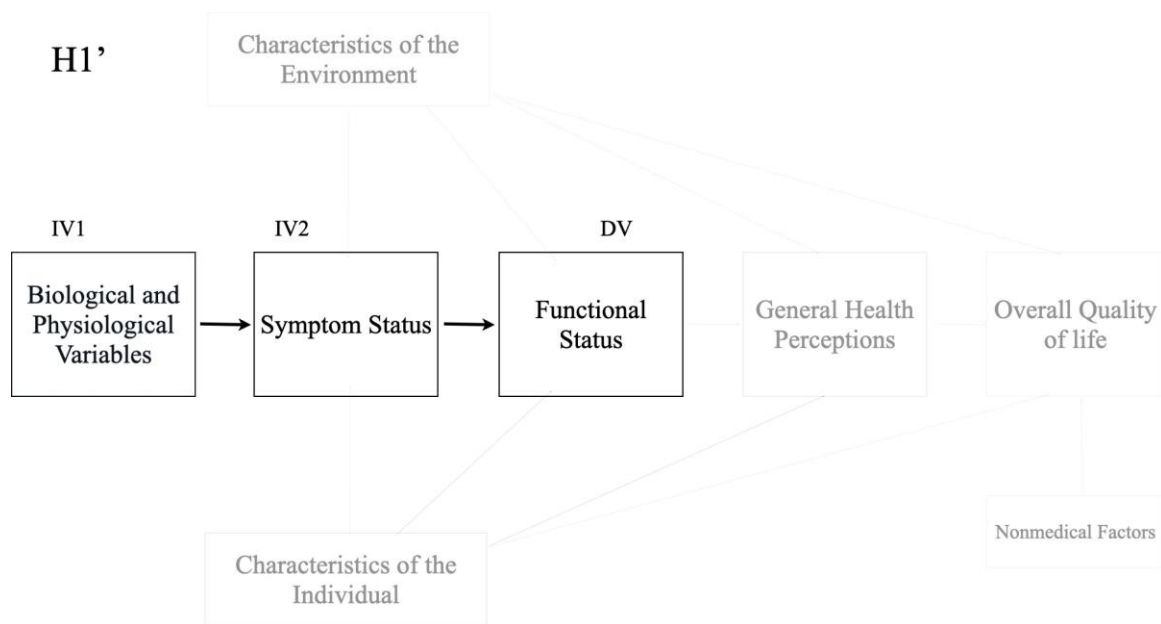 H1’
Characteristics of the
Environment
IV1
IV2
DV
Biological and
Physiological
Variables
Symptom Status
Functional
Status
General Health
Perceptions
Overall Quality
of life
Nonmedical Factors
Characteristics of the
Individual